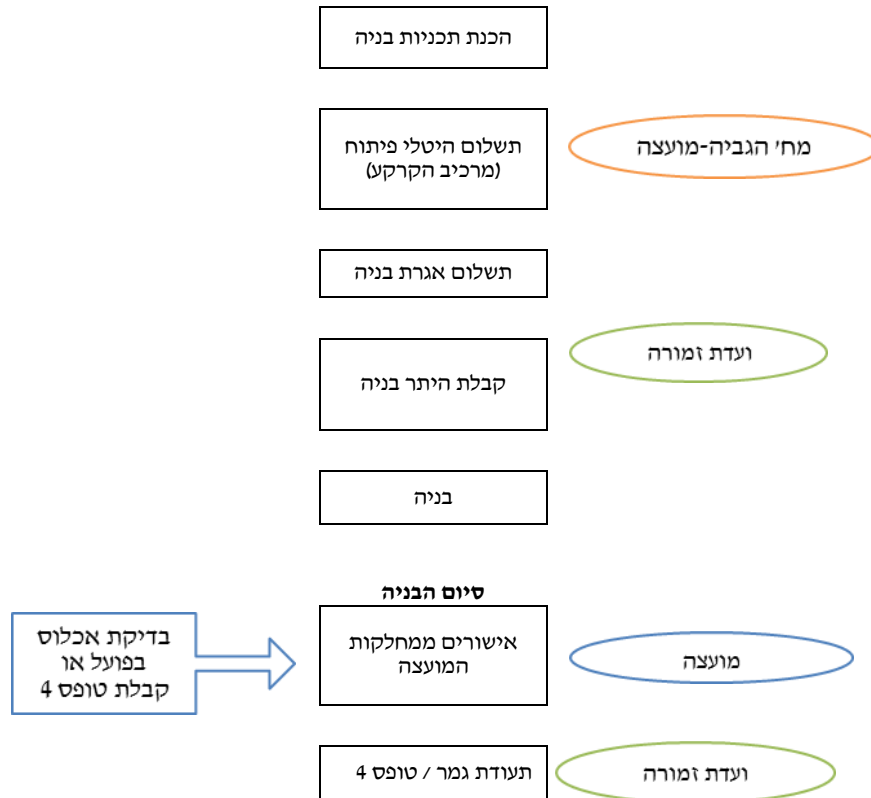 הכנת תכניות בניה
תשלום היטלי פיתוח
(מרכיב הקרקע)
מח' הגביה-מועצה
תשלום אגרת בניה
ועדת זמורה
קבלת היתר בניה
בניה
סיום הבניה
אישורים ממחלקות
המועצה
מועצה
בדיקת אכלוס
בפועל או
קבלת טופס 4
תעודת גמר / טופס 4
ועדת זמורה